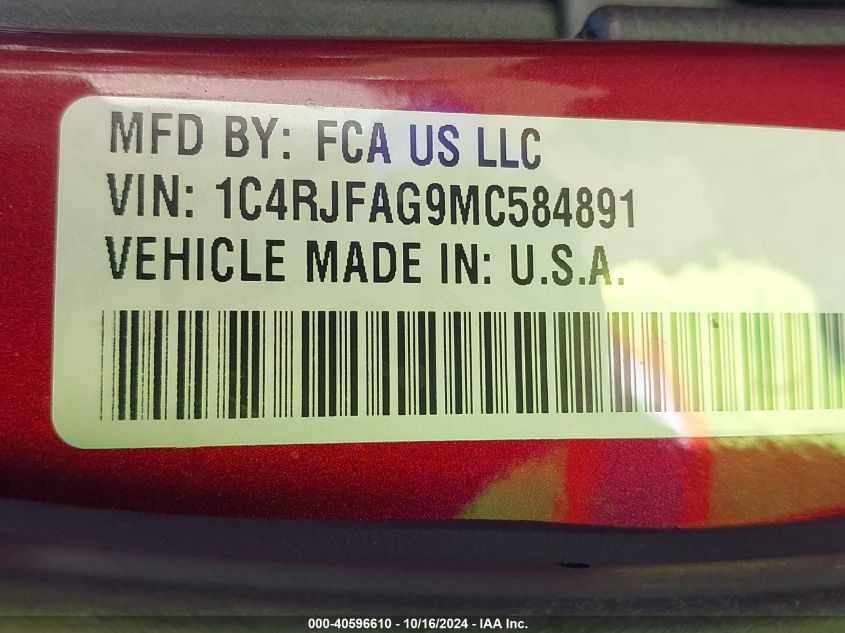 MFD BY: FCA US LLC
VIN: 1C4RJFAG9MC584891
VEHICLE MADE IN: U.S.A.
000-40596610 - 10/16/2024 - IAA Inc.